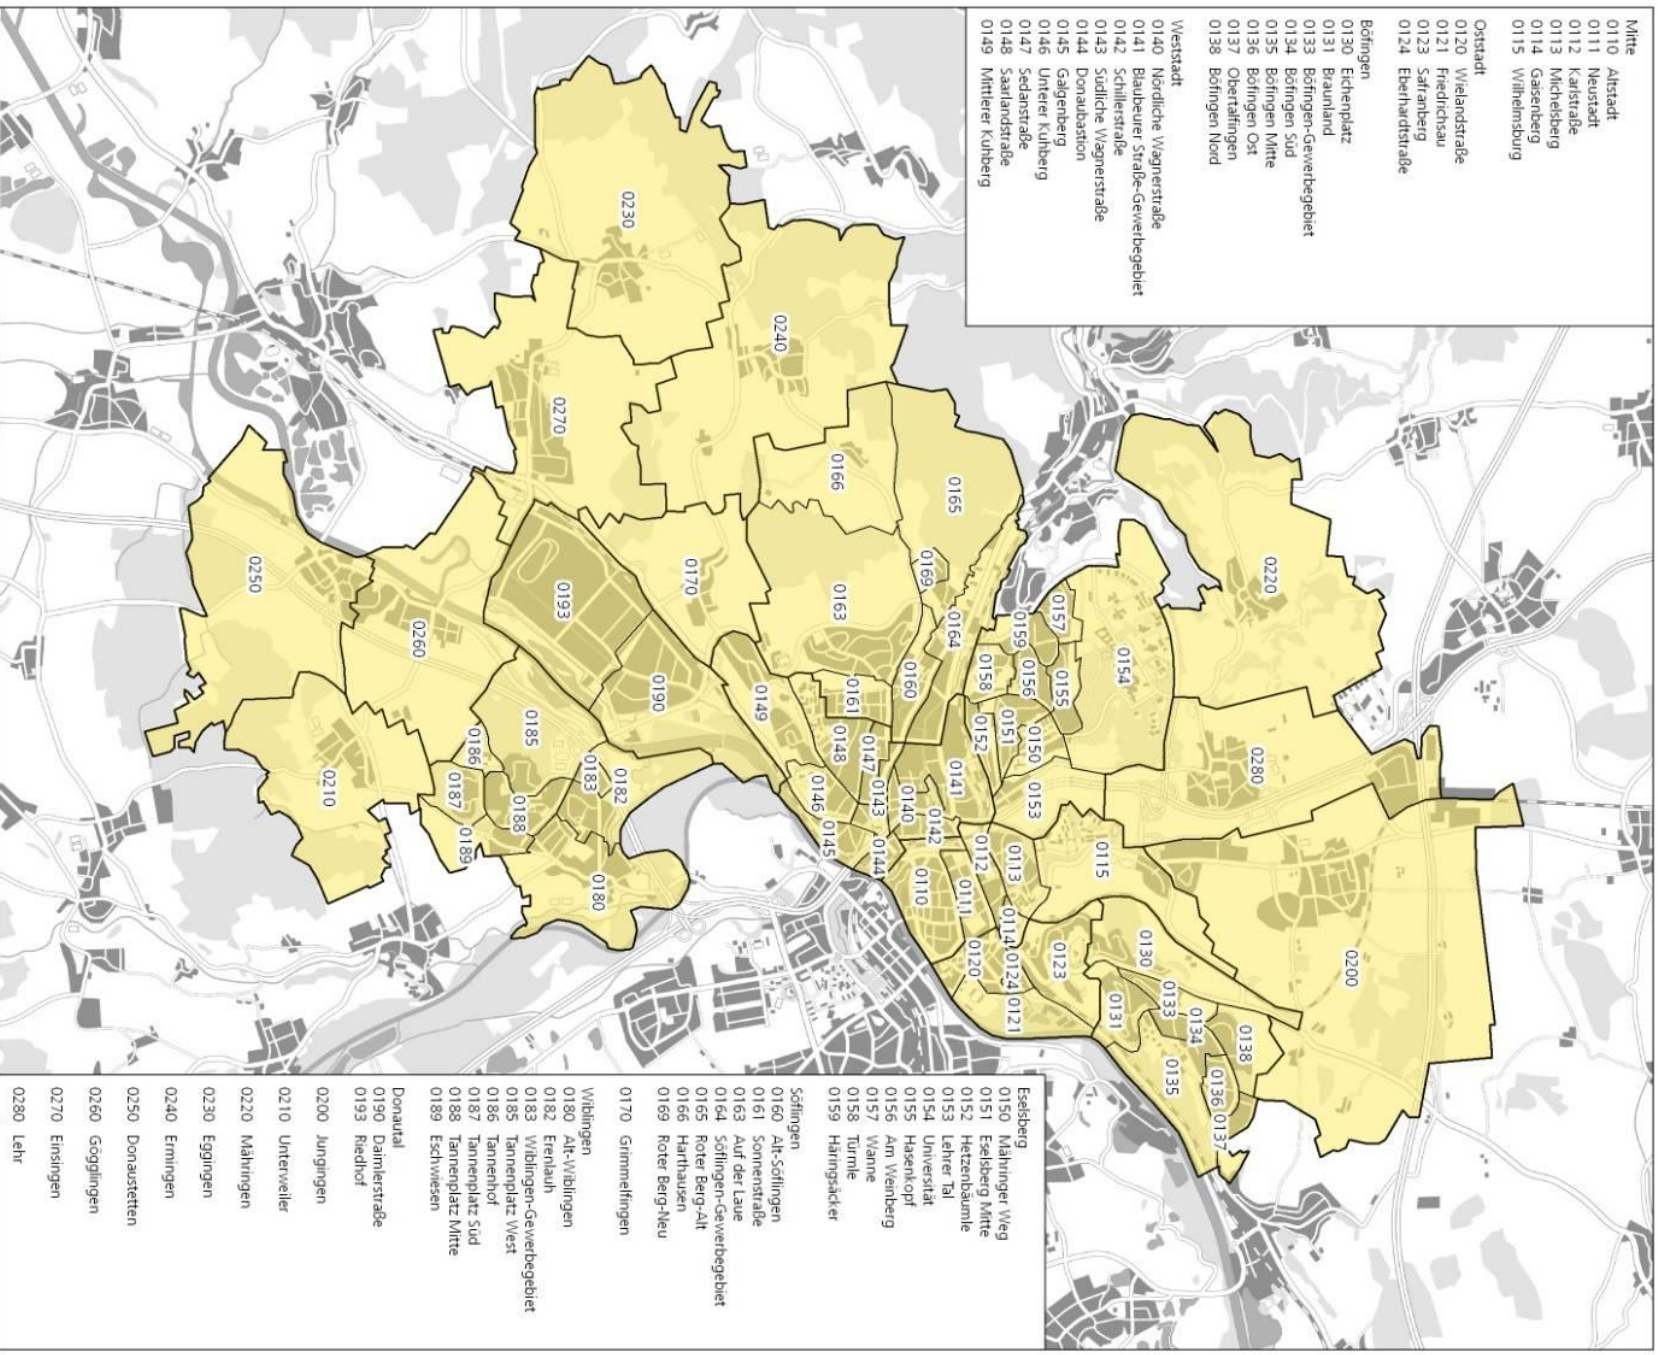 Mitte
0110 Altstadt
0111 Neustadt
0112 Karlstraße
0113 Michelsberg
0114 Gaisenberg
0115 Wilhelmsburg
Oststadt
0120 Wielandstraße
0121 Friedrichsau
0123 Safranberg
0124 Eberhardtstraße
Böfingen
0130 Eichenplatz
0131 Braunland
0133 Böfingen-Gewerbegebiet
0134 Böfingen Süd
0135 Böfingen Mitte
0136 Böfingen Ost
0137 Obertalfingen
0138 Böfingen Nord
Weststadt
0140 Nördliche Wagnerstraße
0141 Blaubeurer Straße-Gewerbegebiet
0142 Schillerstraße
0143 Südliche Wagnerstraße
0144 Donaubastion
0145 Galgenberg
0146 Unterer Kuhberg
0147 Sedanstraße
0148 Saarlandstraße
0149 Mittlerer Kuhberg
0220
0200
0280
0138
0136
0137
0134
0133
0135
0130
0131
0154
0115
0157
0155
0123
0159
0156
0150
0153
0158
0151
0113
0114
0124
0121
0165
0164
0152
0112
0120
0169
0160
0141
0142
0111
0140
0110
0166
0163
0161
0147
0143
0144
0148
0146
0145
0240
0149
0170
0190
0230
0182
0183
0180
0270
0193
0185
0188
0186
0187
0189
0260
0210
0250
Eselsberg
0150 Mähringer Weg
0151 Eselsberg Mitte
0152 Hetzenbäumle
0153 Lehrer Tal
0154 Universität
0155 Hasenkopf
0156 Am Weinberg
0157 Wanne
0158 Türmle
0159 Häringsäcker
Söflingen
0160 Alt-Söflingen
0161 Sonnenstraße
0163 Auf der Laue
0164 Söflingen-Gewerbegebiet
0165 Roter Berg-Alt
0166 Harthausen
0169 Roter Berg-Neu
0170 Grimmelfingen
Wiblingen
0180 Alt-Wiblingen
0182 Erenlauh
0183 Wiblingen-Gewerbegebiet
0185 Tannenplatz West
0186 Tannenhof
0187 Tannenplatz Süd
0188 Tannenplatz Mitte
0189 Eschwiesen
Donautal
0190 Daimlerstraße
0193 Riedhof
0200 Jungingen
0210 Unterweiler
0220 Mähringen
0230 Eggingen
0240 Ermingen
0250 Donaustetten
0260 Gögglingen
0270 Einsingen
0280 Lehr